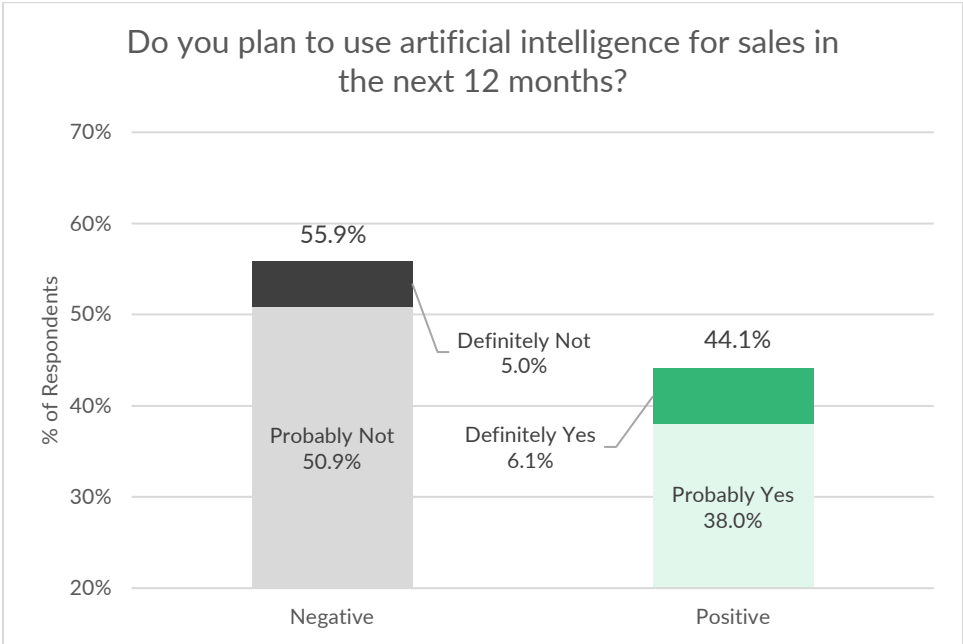 Do you plan to use artificial intelligence for sales in
the next 12 months?
70%
60%
50%
40%
30%
20%
% of Respondents
55.9%
Definitely Not
5.0%
Probably Not
50.9%
44.1%
Definitely Yes
6.1%
Probably Yes
38.0%
Negative
Positive